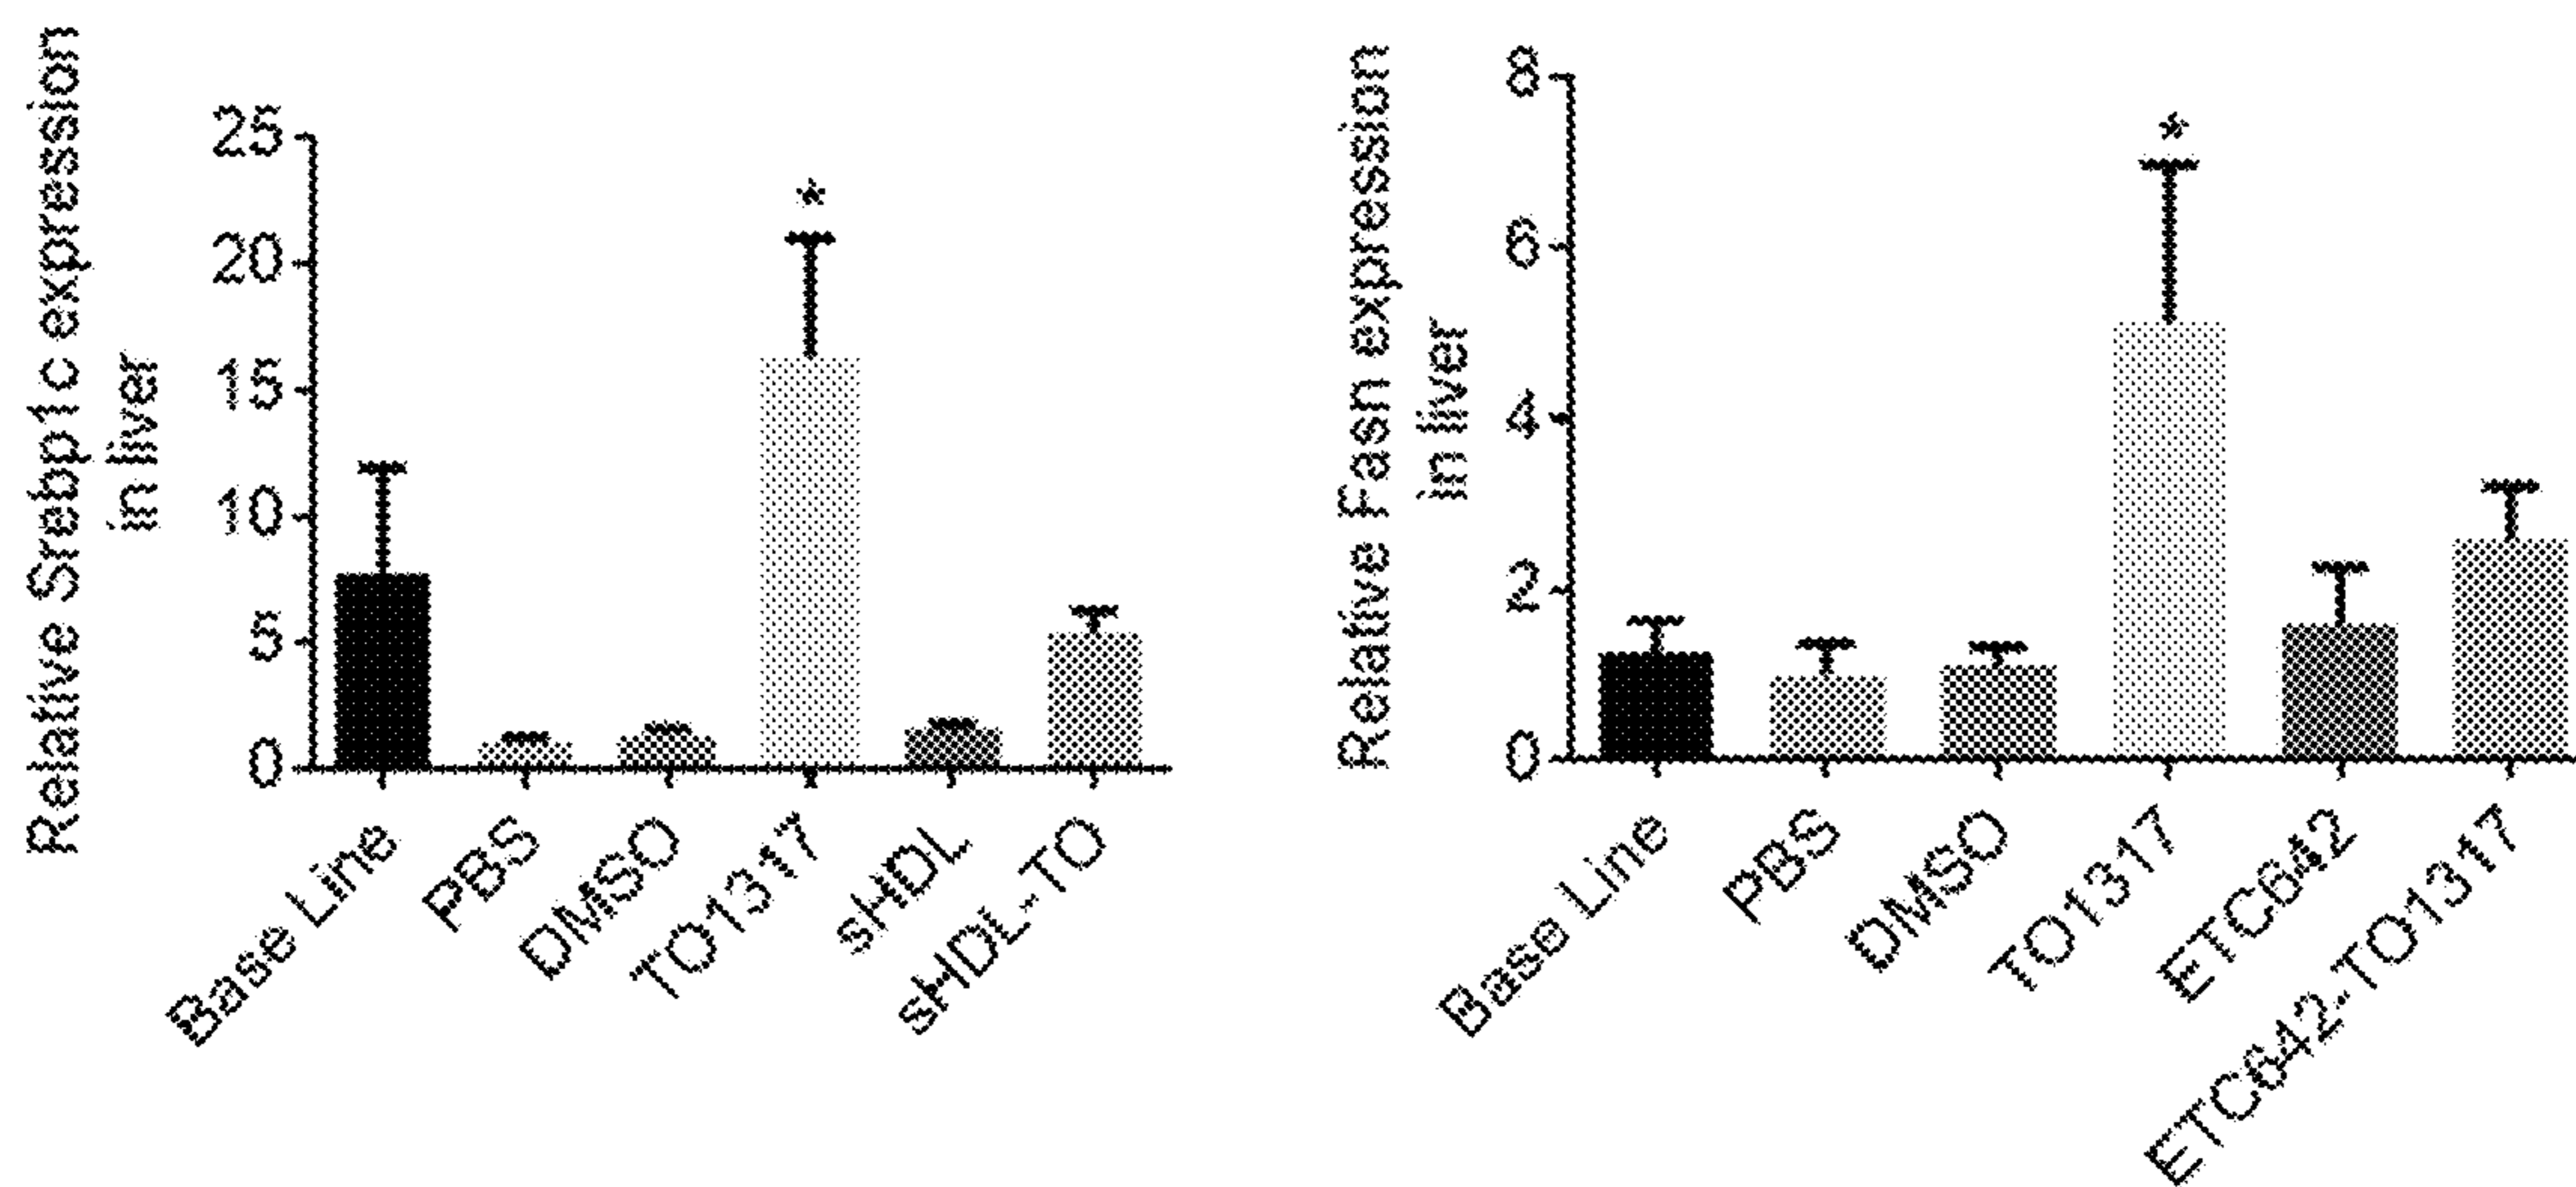 Relative Srebp1c expression
in liver
25
20
15
10
5
0
*
Base Line
PBS
DMSO
TO1317
sHDL
sHDL-TO
Relative Fasn expression
in liver
8
6
4
2
0
*
Base Line
PBS
DMSO
TO1317
ETC642
ETC642-TO1317